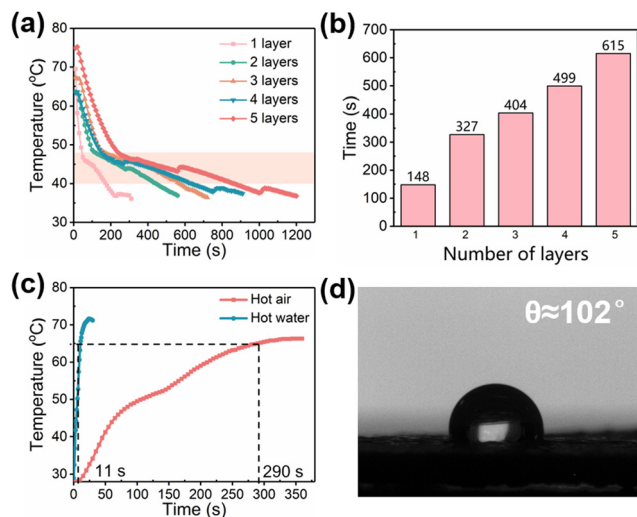 (a)
Temperature (°C)
80
70
60
50
40
30
1 layer
2 layers
3 layers
4 layers
5 layers
0 200 400 600 800 1000 1200
Time (s)
(b)
Time (s)
700
600
500
400
300
200
100
0
148
327
404
499
615
1 2 3 4 5
Number of layers
(c)
Temperature (°C)
80
70
60
50
40
30
Hot air
Hot water
11 s
290 s
0 50 100 150 200 250 300 350
Time (s)
(d)
θ≈102°